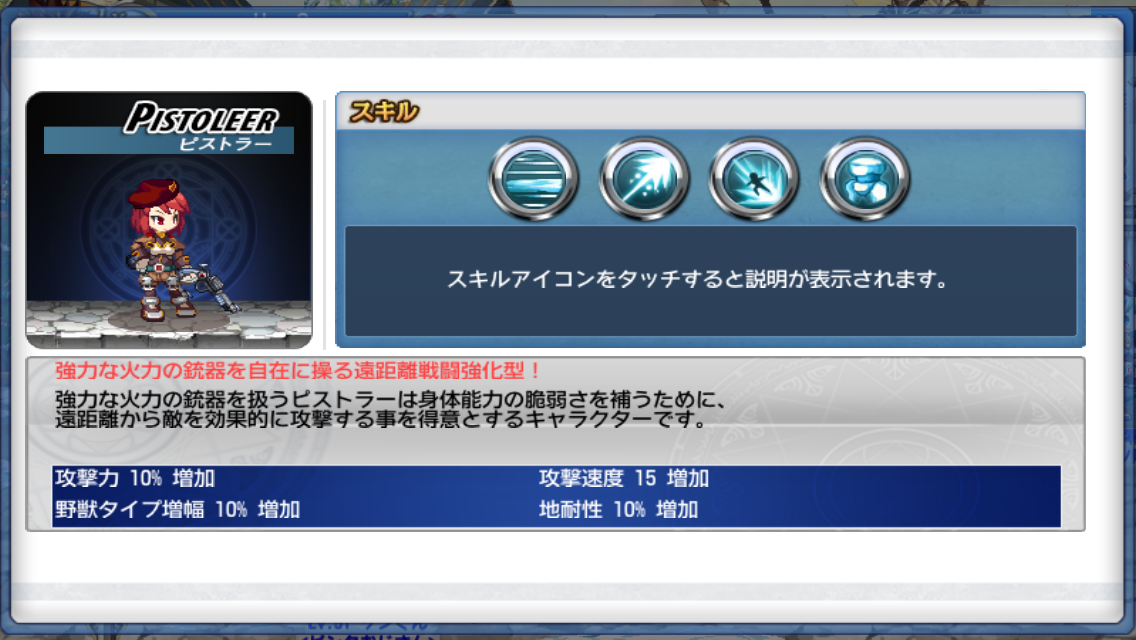 PISTOLEER
ピストラー
スキル
スキルアイコンをタッチすると説明が表示されます。
強力な火力の銃器を自在に操る遠距離戦闘強化型！
強力な火力の銃器を扱うピストラーは身体能力の脆弱さを補うために、
遠距離から敵を効果的に攻撃する事を得意とするキャラクターです。
攻撃力 10% 増加
攻撃速度 15 増加
野獣タイプ増幅 10% 増加
地耐性 10% 増加